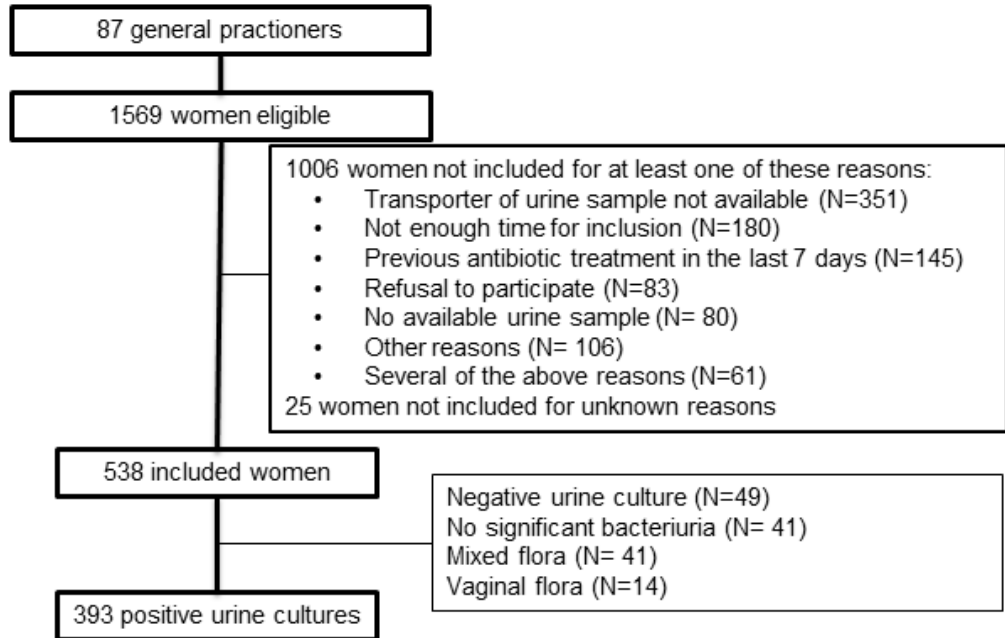 87 general practioners
1569 women eligible
1006 women not included for at least one of these reasons:
• Transporter of urine sample not available (N=351)
• Not enough time for inclusion (N=180)
• Previous antibiotic treatment in the last 7 days (N=145)
• Refusal to participate (N=83)
• No available urine sample (N= 80)
• Other reasons (N= 106)
• Several of the above reasons (N=61)
25 women not included for unknown reasons
538 included women
Negative urine culture (N=49)
No significant bacteriuria (N= 41)
Mixed flora (N= 41)
Vaginal flora (N=14)
393 positive urine cultures